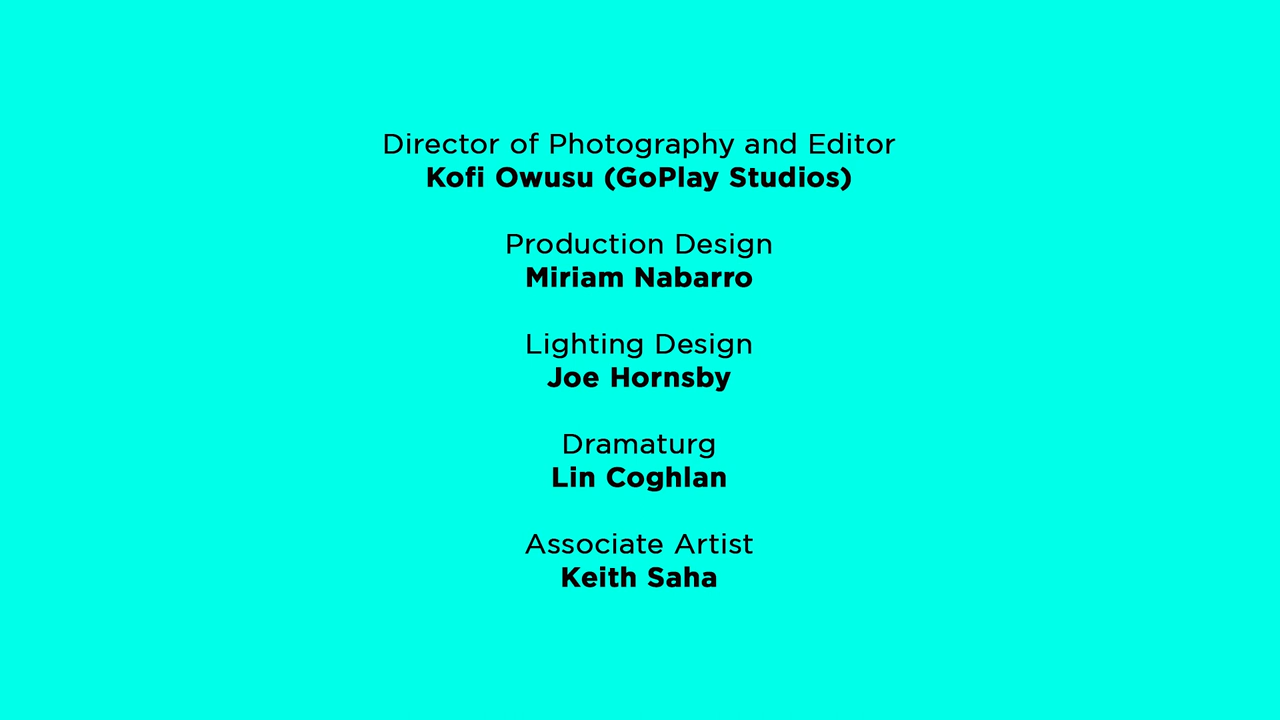 Director of Photography and Editor
Kofi Owusu (GoPlay Studios)
Production Design
Miriam Nabarro
Lighting Design
Joe Hornsby
Dramaturg
Lin Coghlan
Associate Artist
Keith Saha